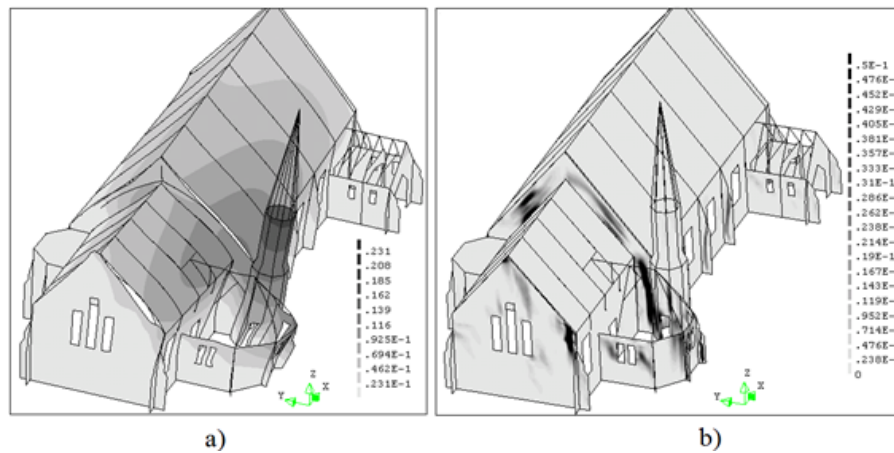 .231
.208
.185
.162
.139
.116
.925E-1
.694E-1
.462E-1
.231E-1
Z
Y
X
a)
.5E-1
.476E-
.452E-
.429E-
.405E-
.381E-
.357E-
.333E-
.31E-1
.286E-
.262E-
.238E-
.214E-
.19E-1
.167E-
.143E-
.119E-
.952E-
.714E-
.476E-
.238E-
0
Z
Y
X
b)